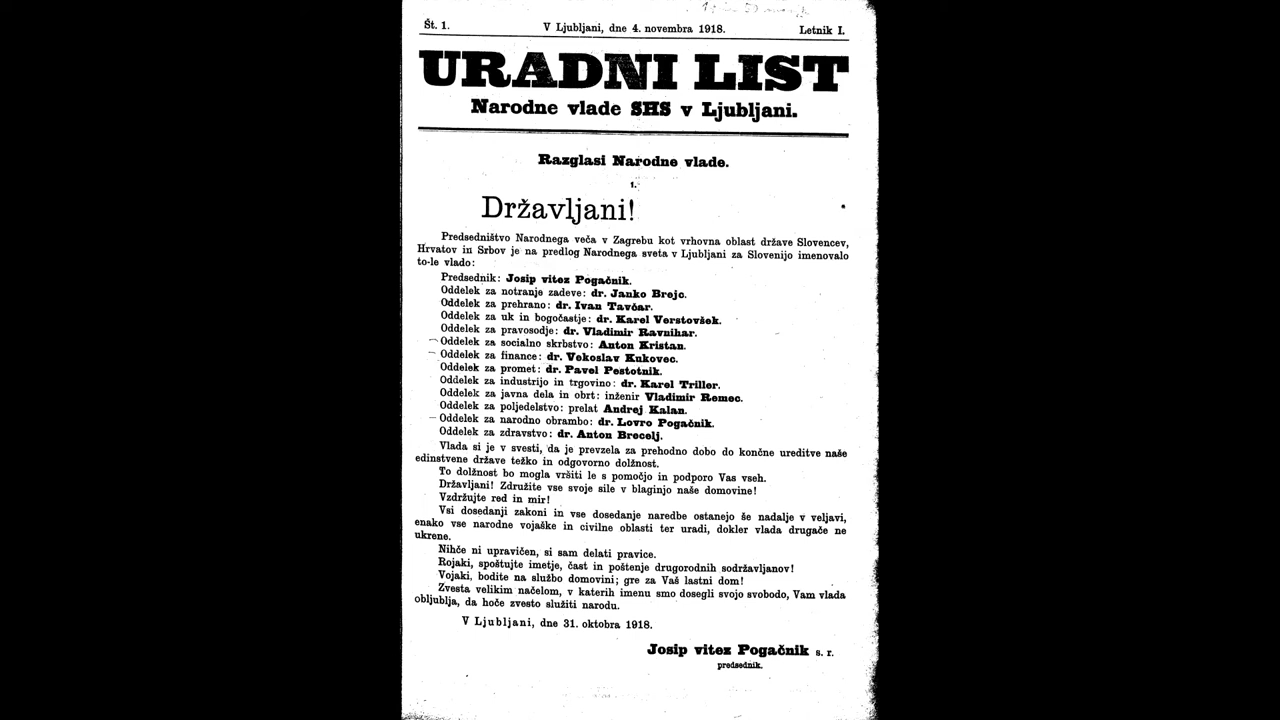 Št. 1. V Ljubljani, dne 4. novembra 1918. Letnik I.
URADNI LIST
Narodne vlade SHS v Ljubljani.
Razglasi Narodne vlade.
1.
Državljani!
Predsedništvo Narodnega veča v Zagrebu kot vrhovna oblast države Slovencev,
Hrvatov in Srbov je na predlog Narodnega sveta v Ljubljani za Slovenijo imenovalo
to-le vlado:
Predsednik: Josip vitez Pogačnik.
Oddelek za notranje zadeve: dr. Janko Brejc.
Oddelek za prehrano: dr. Ivan Tavčar.
Oddelek za uk in bogočastje: dr. Karel Verstovšek.
Oddelek za pravosodje: dr. Vladimir Ravnihar.
Oddelek za socialno skrbstvo: Anton Kristan.
Oddelek za finance: dr. Vekoslav Kukovec.
Oddelek za promet: dr. Pavel Pestotnik.
Oddelek za industrijo in trgovino: dr. Karel Triller.
Oddelek za javna dela in obrt: inženir Vladimir Remec.
Oddelek za poljedelstvo: prelat Andrej Kalan.
Oddelek za narodno obrambo: dr. Lovro Pogačnik.
Oddelek za zdravstvo: dr. Anton Brecelj.
Vlada si je v svesti, da je prevzela za prehodno dobo do končne ureditve naše
edinstvene države težko in odgovorno dolžnost.
To dolžnost bo mogla vršiti le s pomočjo in podporo Vas vseh.
Državljani! Združite vse svoje sile v blaginjo naše domovine!
Vzdržujte red in mir!
Vsi dosedanji zakoni in vse dosedanje naredbe ostanejo še nadalje v veljavi,
enako vse narodne vojaške in civilne oblasti ter uradi, dokler vlada drugače ne
ukrene.
Nihče ni upravičen, si sam delati pravice.
Rojaki, spoštujte imetje, čast in poštenje drugorodnih sodržavljanov!
Vojaki, bodite na službo domovini; gre za Vaš lastni dom!
Zvesta velikim načelom, v katerih imenu smo dosegli svojo svobodo, Vam vlada
obljublja, da hoče zvesto služiti narodu.
V Ljubljani, dne 31. oktobra 1918.
Josip vitez Pogačnik s. r.
predsednik.